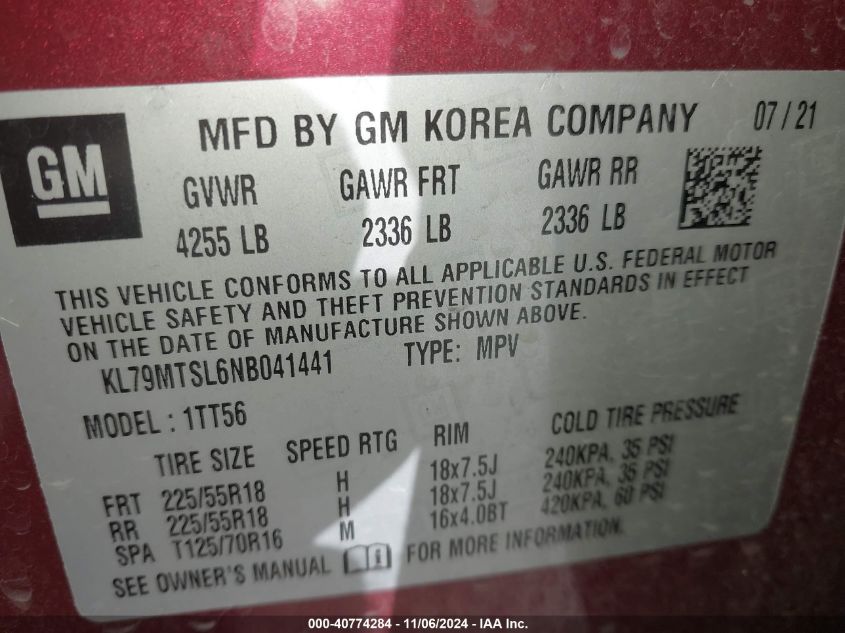 GM
MFD BY GM KOREA COMPANY 07/21
GVWR GAWR FRT GAWR RR
4255 LB 2336 LB 2336 LB
THIS VEHICLE CONFORMS TO ALL APPLICABLE U.S. FEDERAL MOTOR
VEHICLE SAFETY AND THEFT PREVENTION STANDARDS IN EFFECT
ON THE DATE OF MANUFACTURE SHOWN ABOVE.
KL79MTSL6NB041441 TYPE: MPV
MODEL: 1TT56
TIRE SIZE SPEED RTG RIM COLD TIRE PRESSURE
FRT 225/55R18 H 18x7.5J 240KPA, 35 PSI
RR 225/55R18 H 18x7.5J 240KPA, 35 PSI
SPA T125/70R16 M 16x4.0BT 420KPA, 60 PSI
SEE OWNER'S MANUAL FOR MORE INFORMATION.
000-40774284 - 11/06/2024 - IAA Inc.